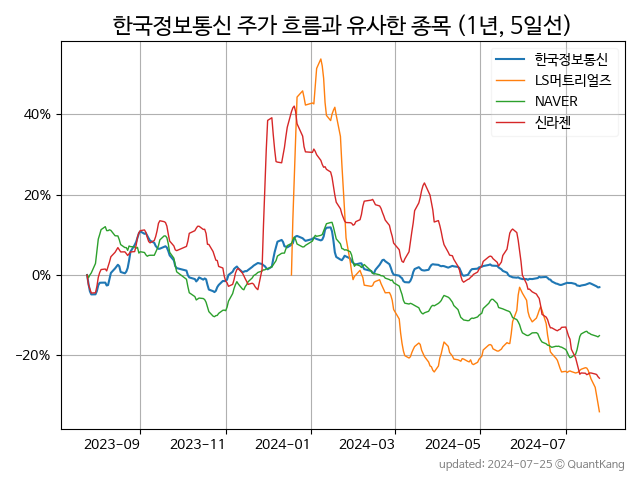 한국정보통신 주가 흐름과 유사한 종목 (1년, 5일선)
한국정보통신
LS머트리얼즈
NAVER
신라젠
40%
20%
0%
−20%
2023-09 2023-11 2024-01 2024-03 2024-05 2024-07
updated: 2024-07-25 © QuantKang